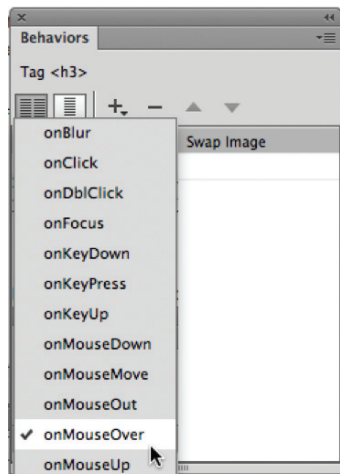 Behaviors
Tag <h3>
Swap Image
onBlur
onClick
onDblClick
onFocus
onKeyDown
onKeyPress
onKeyUp
onMouseDown
onMouseMove
onMouseOut
onMouseOver
onMouseUp